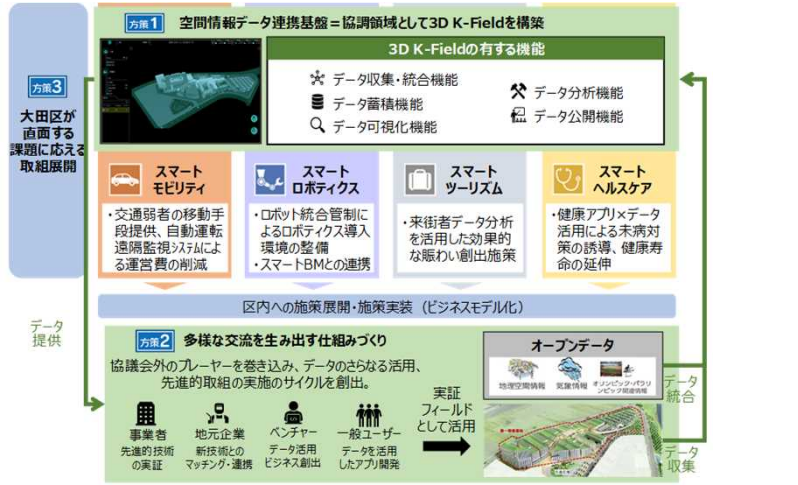 方策1 空間情報データ連携基盤=協調領域として3D K-Fieldを構築
3D K-Fieldの有する機能
データ収集・統合機能
データ蓄積機能
データ可視化機能
データ分析機能
データ公開機能
方策3
大田区が
直面する
課題に応える
取組展開
スマート
モビリティ
・交通弱者の移動手
段提供、自動運転
遠隔監視システムによ
る運営費の削減
スマート
ロボティクス
・ロボット統合管制に
よるロボティクス導入
環境の整備
・スマートBMとの連携
スマート
ツーリズム
・来街者データ分析
を活用した効果的
な賑わい創出施策
スマート
ヘルスケア
・健康アプリ×データ
活用による未病対
策の誘導、健康寿
命の延伸
区内への施策展開・施策実装（ビジネスモデル化）
データ
提供
方策2 多様な交流を生み出す仕組みづくり
協議会外のプレーヤーを巻き込み、データのさらなる活用、
先進的取組の実施のサイクルを創出。
事業者
先進的技術
の実証
地元企業
新技術との
マッチング・連携
ベンチャー
データ活用
ビジネス創出
一般ユーザー
データを活用
したアプリ開発
実証
フィールド
として活用
オープンデータ
地理空間情報
気象情報
オリンピック・パラリ
ンピック関連情報
データ
統合
データ
収集